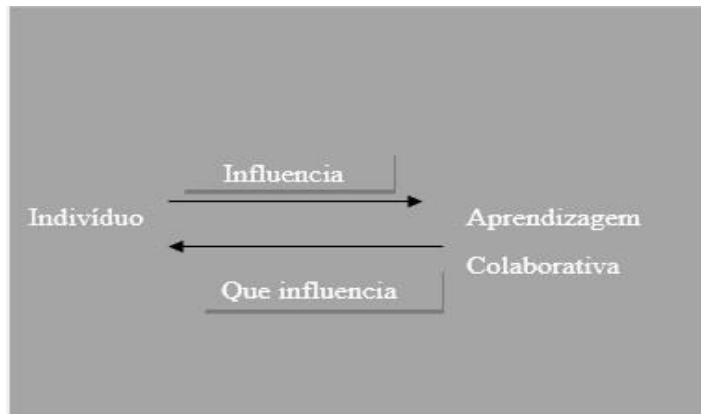 Influencia
Indivíduo
Aprendizagem
Colaborativa
Que influencia